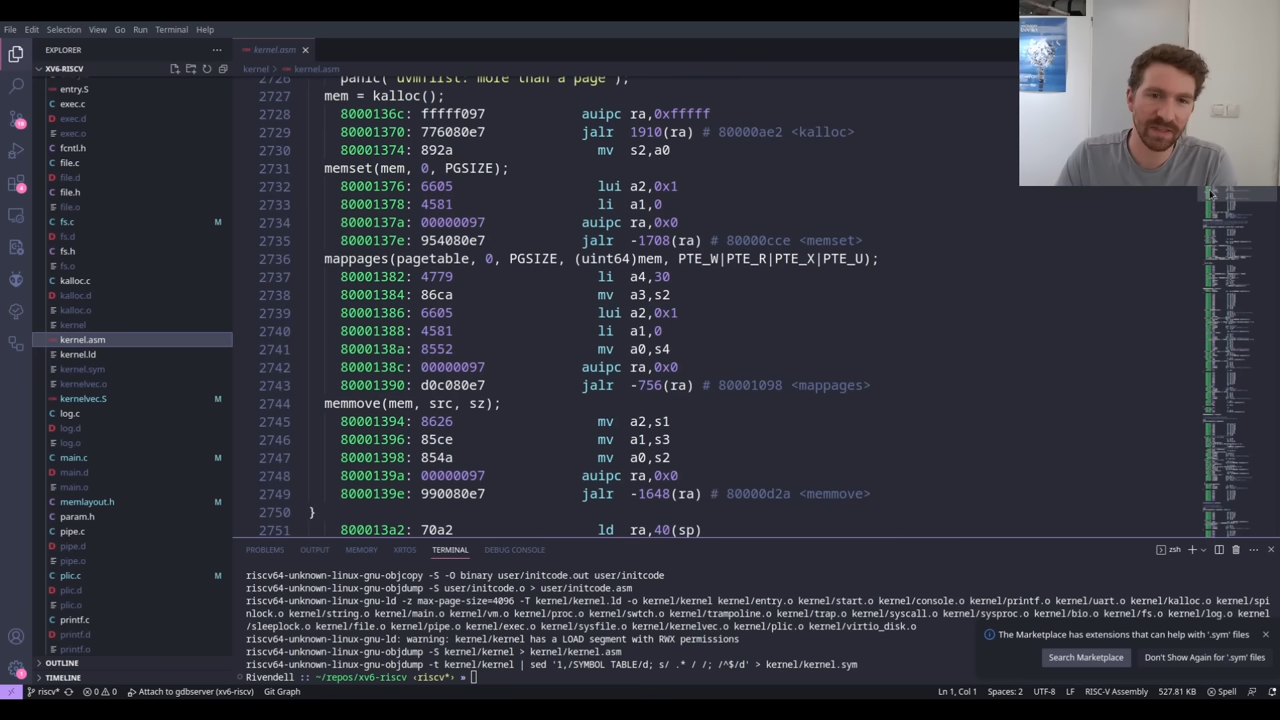 File Edit Selection View Go Run Terminal Help
EXPLORER
XV6-RISCV
entry.S
exec.c
exec.d
exec.o
fcntl.h
file.c
file.d
file.h
file.o
fs.c M
fs.d
fs.h
fs.o
kalloc.c
kalloc.d
kalloc.o
kernel
kernel.asm
kernel.ld
kernel.sym
kernelvec.o
kernelvec.S M
log.c
log.d
log.o
main.c M
main.d
main.o
memlayout.h M
param.h
pipe.c
pipe.d
pipe.o
plic.c M
plic.d
plic.o
printf.c
printf.d
printf.o
OUTLINE
TIMELINE
kernel.asm
kernel > kernel.asm
2726 panic("uvmfirst: more than a page");
2727 mem = kalloc();
2728 8000136c: fffff097 auipc ra,0xfffff
2729 80001370: 776080e7 jalr 1910(ra) # 80000ae2 <kalloc>
2730 80001374: 892a mv s2,a0
2731 memset(mem, 0, PGSIZE);
2732 80001376: 6605 lui a2,0x1
2733 80001378: 4581 li a1,0
2734 8000137a: 00000097 auipc ra,0x0
2735 8000137e: 954080e7 jalr -1708(ra) # 80000cce <memset>
2736 mappages(pagetable, 0, PGSIZE, (uint64)mem, PTE_W|PTE_R|PTE_X|PTE_U);
2737 80001382: 4779 li a4,30
2738 80001384: 86ca mv a3,s2
2739 80001386: 6605 lui a2,0x1
2740 80001388: 4581 li a1,0
2741 8000138a: 8552 mv a0,s4
2742 8000138c: 00000097 auipc ra,0x0
2743 80001390: d0c080e7 jalr -756(ra) # 80001098 <mappages>
2744 memmove(mem, src, sz);
2745 80001394: 8626 mv a2,s1
2746 80001396: 85ce mv a1,s3
2747 80001398: 854a mv a0,s2
2748 8000139a: 00000097 auipc ra,0x0
2749 8000139e: 990080e7 jalr -1648(ra) # 80000d2a <memmove>
2750 }
2751 800013a2: 70a2 ld ra,40(sp)
PROBLEMS OUTPUT MEMORY XRTOS TERMINAL DEBUG CONSOLE
zsh
riscv64-unknown-linux-gnu-objcopy -S -O binary user/initcode.out user/initcode
riscv64-unknown-linux-gnu-objdump -S user/initcode.o > user/initcode.asm
riscv64-unknown-linux-gnu-ld -z max-page-size=4096 -T kernel/kernel.ld -o kernel/kernel kernel/entry.o kernel/start.o kernel/console.o kernel/printf.o kernel/uart.o kernel/kalloc.o kernel/spi
nlock.o kernel/string.o kernel/main.o kernel/vm.o kernel/proc.o kernel/swtch.o kernel/trampoline.o kernel/trap.o kernel/syscall.o kernel/sysproc.o kernel/bio.o kernel/fs.o kernel/log.o kernel
/sleeplock.o kernel/file.o kernel/pipe.o kernel/exec.o kernel/sysfile.o kernel/kernelvec.o kernel/plic.o kernel/virtio_disk.o
riscv64-unknown-linux-gnu-ld: warning: kernel/kernel has a LOAD segment with RWX permissions
riscv64-unknown-linux-gnu-objdump -S kernel/kernel > kernel/kernel.asm
riscv64-unknown-linux-gnu-objdump -t kernel/kernel | sed '1,/SYMBOL TABLE/d; s/ .* / /; /^$/d' > kernel/kernel.sym
Rivendell :: ~/repos/xv6-riscv ‹riscv*› »
The Marketplace has extensions that can help with '.sym' files
Search Marketplace Don't Show Again for '.sym' files
riscv* 0 0 Attach to gdbserver (xv6-riscv) Git Graph
Ln 1, Col 1 Spaces: 2 UTF-8 LF RISC-V Assembly 527.81 KB Spell